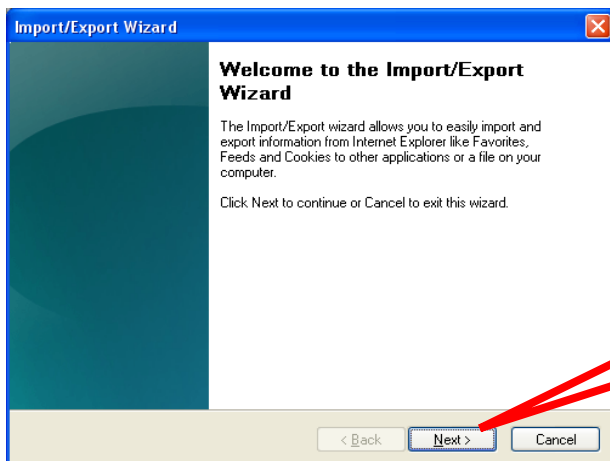 Import/Export Wizard
Welcome to the Import/Export
Wizard
The Import/Export wizard allows you to easily import and
export information from Internet Explorer like Favorites,
Feeds and Cookies to other applications or a file on your
computer.
Click Next to continue or Cancel to exit this wizard.
< Back
Next >
Cancel